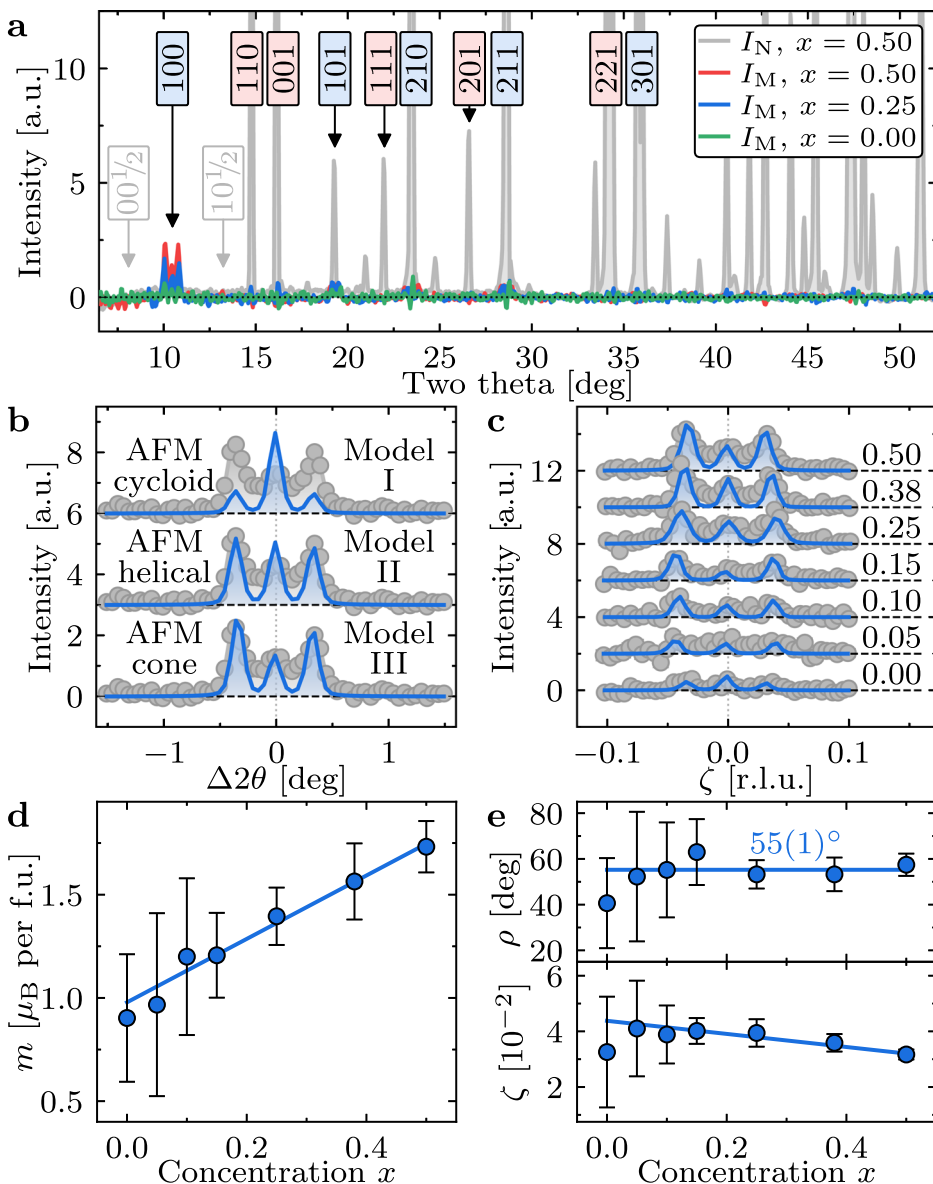 a
Intensity [a.u.]
10
5
0
00½
100
10½
110
001
101
111
210
201
211
221
301
I_N, x = 0.50
I_M, x = 0.50
I_M, x = 0.25
I_M, x = 0.00
10 15 20 25 30 35 40 45 50
Two theta [deg]
b
Intensity [a.u.]
8
6
4
2
0
AFM cycloid
Model I
AFM helical
Model II
AFM cone
Model III
−1 0 1
Δ2θ [deg]
c
Intensity [a.u.]
12
8
4
0
0.50
0.38
0.25
0.15
0.10
0.05
0.00
−0.1 0.0 0.1
ζ [r.l.u.]
d
m [μ_B per f.u.]
1.5
1.0
0.5
0.0 0.2 0.4
Concentration x
e
ρ [deg]
80
60
40
20
55(1)°
ζ [10⁻²]
6
4
2
0.0 0.2 0.4
Concentration x